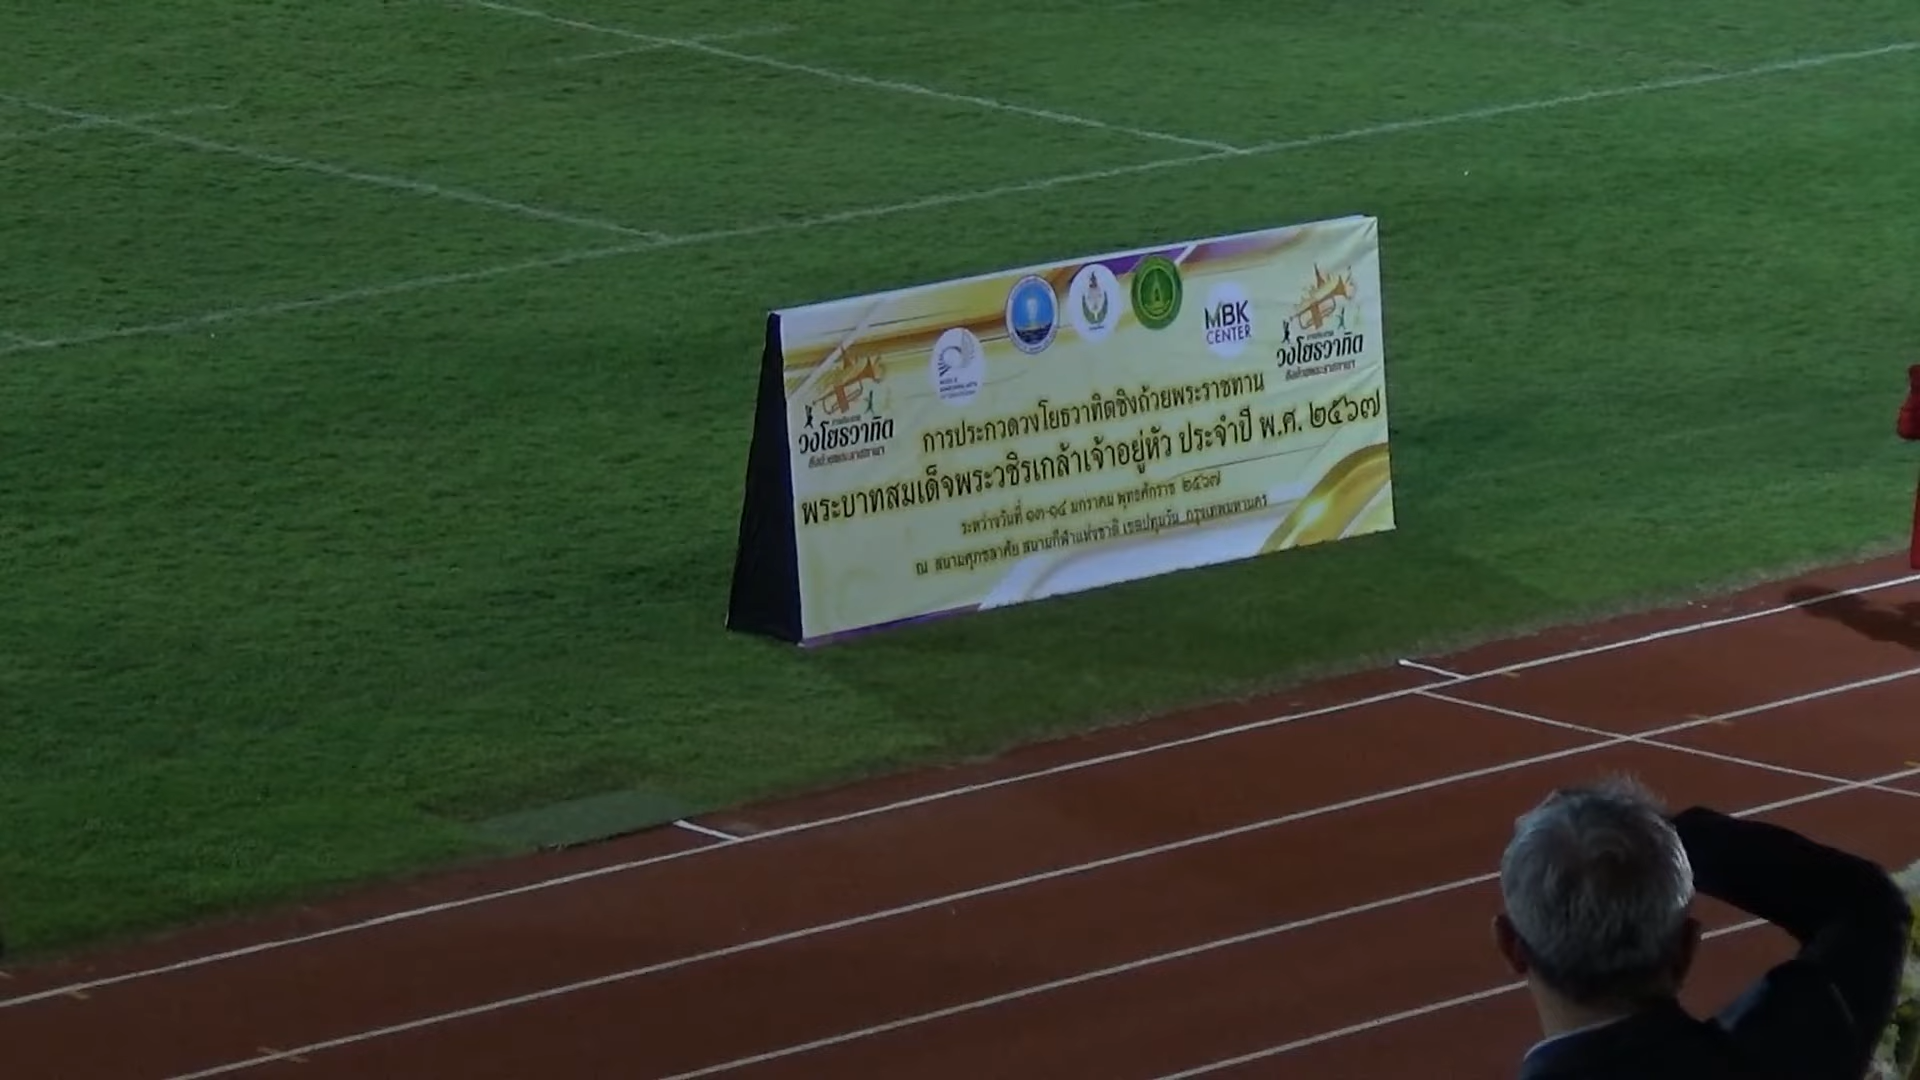 MBK
CENTER
วงโยธวาทิต
วงโยธวาทิต
การประกวดวงโยธวาทิตชิงถ้วยพระราชทาน
พระบาทสมเด็จพระวชิรเกล้าเจ้าอยู่หัว ประจำปี พ.ศ. ๒๕๖๗
ระหว่างวันที่ ๑๓-๑๔ มกราคม พุทธศักราช ๒๕๖๗
ณ สนามศุภชลาศัย สนามกีฬาแห่งชาติ เขตปทุมวัน กรุงเทพมหานคร